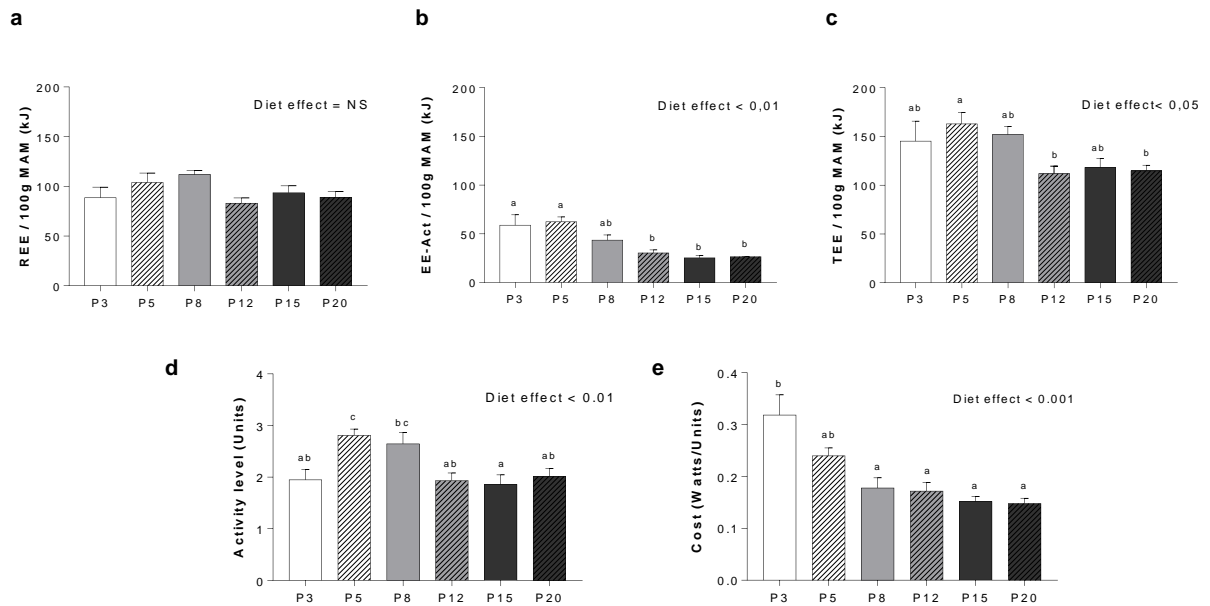 a
b
c
REE / 100g MAM (kJ)
200
150
100
50
0
Diet effect = NS
P3 P5 P8 P12 P15 P20
EE-Act / 100g MAM (kJ)
200
150
100
50
0
Diet effect < 0,01
a a ab b b b
P3 P5 P8 P12 P15 P20
TEE / 100g MAM (kJ)
200
150
100
50
0
Diet effect< 0,05
ab a ab b ab b
P3 P5 P8 P12 P15 P20
d
e
Activity level (Units)
4
3
2
1
0
Diet effect < 0.01
ab c bc ab a ab
P3 P5 P8 P12 P15 P20
Cost (Watts/Units)
0.4
0.3
0.2
0.1
0.0
Diet effect < 0.001
b ab a a a a
P3 P5 P8 P12 P15 P20